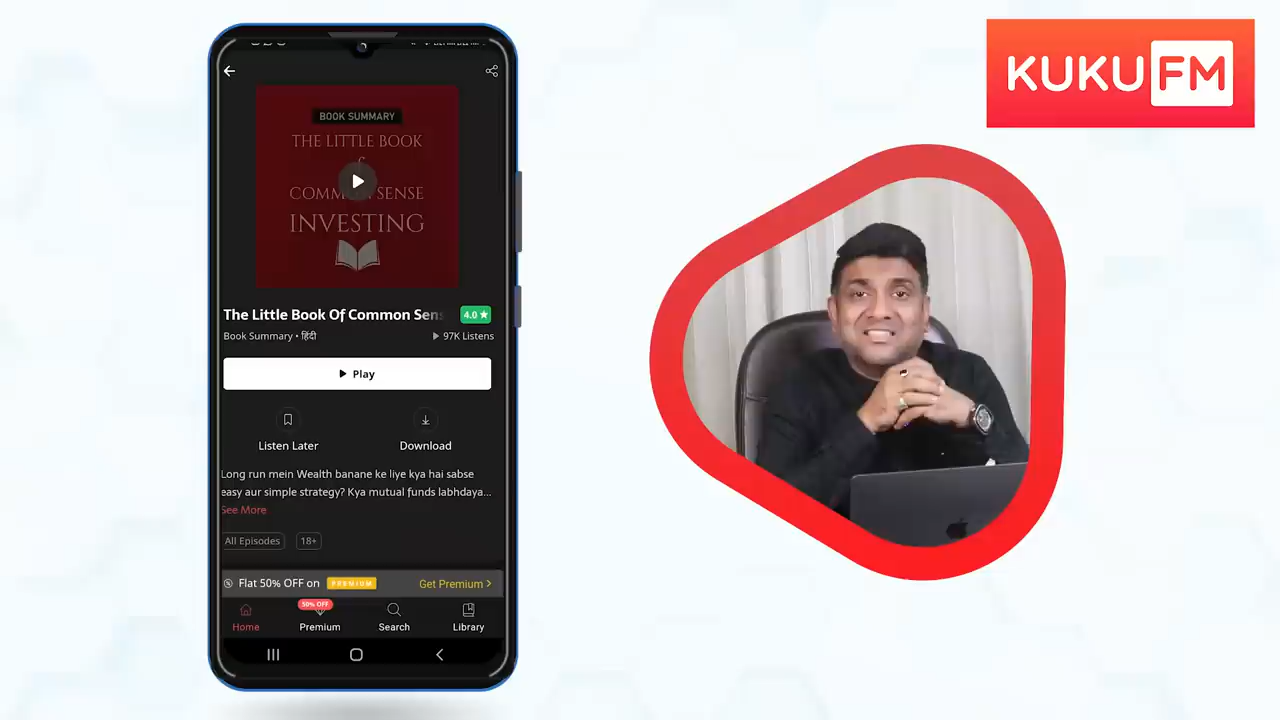 KUKU FM
BOOK SUMMARY
THE LITTLE BOOK
INVESTING
The Little Book Of Common
4.0 ★
Book Summary • हिंदी
97K Listens
Play
Listen Later
Download
Long run mein Wealth banane ke liye kya hai sabse
easy aur simple strategy? Kya mutual funds labhdaya...
See More
All Episodes
18+
Flat 50% OFF on PREMIUM
Get Premium >
50% OFF
Home
Premium
Search
Library